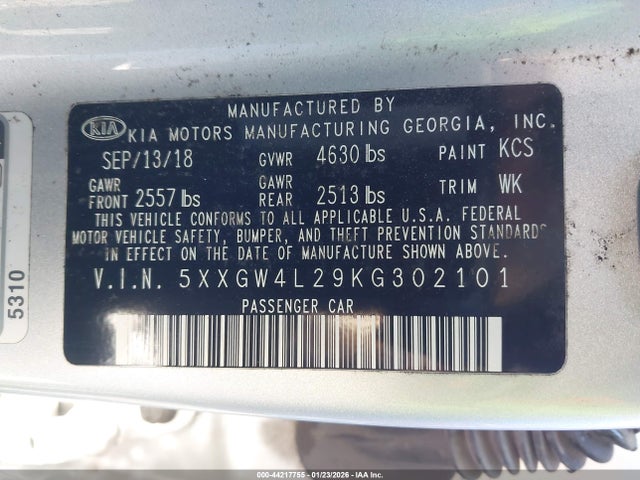 MANUFACTURED BY
KIA KIA MOTORS MANUFACTURING GEORGIA, INC.
SEP/13/18 GVWR 4630 lbs PAINT KCS
GAWR FRONT 2557 lbs GAWR REAR 2513 lbs TRIM WK
THIS VEHICLE CONFORMS TO ALL APPLICABLE U.S.A. FEDERAL
MOTOR VEHICLE SAFETY, BUMPER, AND THEFT PREVENTION STANDARDS
IN EFFECT ON THE DATE OF MANUFACTURE SHOWN ABOVE.
V.I.N. 5XXGW4L29KG302101
PASSENGER CAR
5310
000-44217755 - 01/23/2026 - IAA Inc.